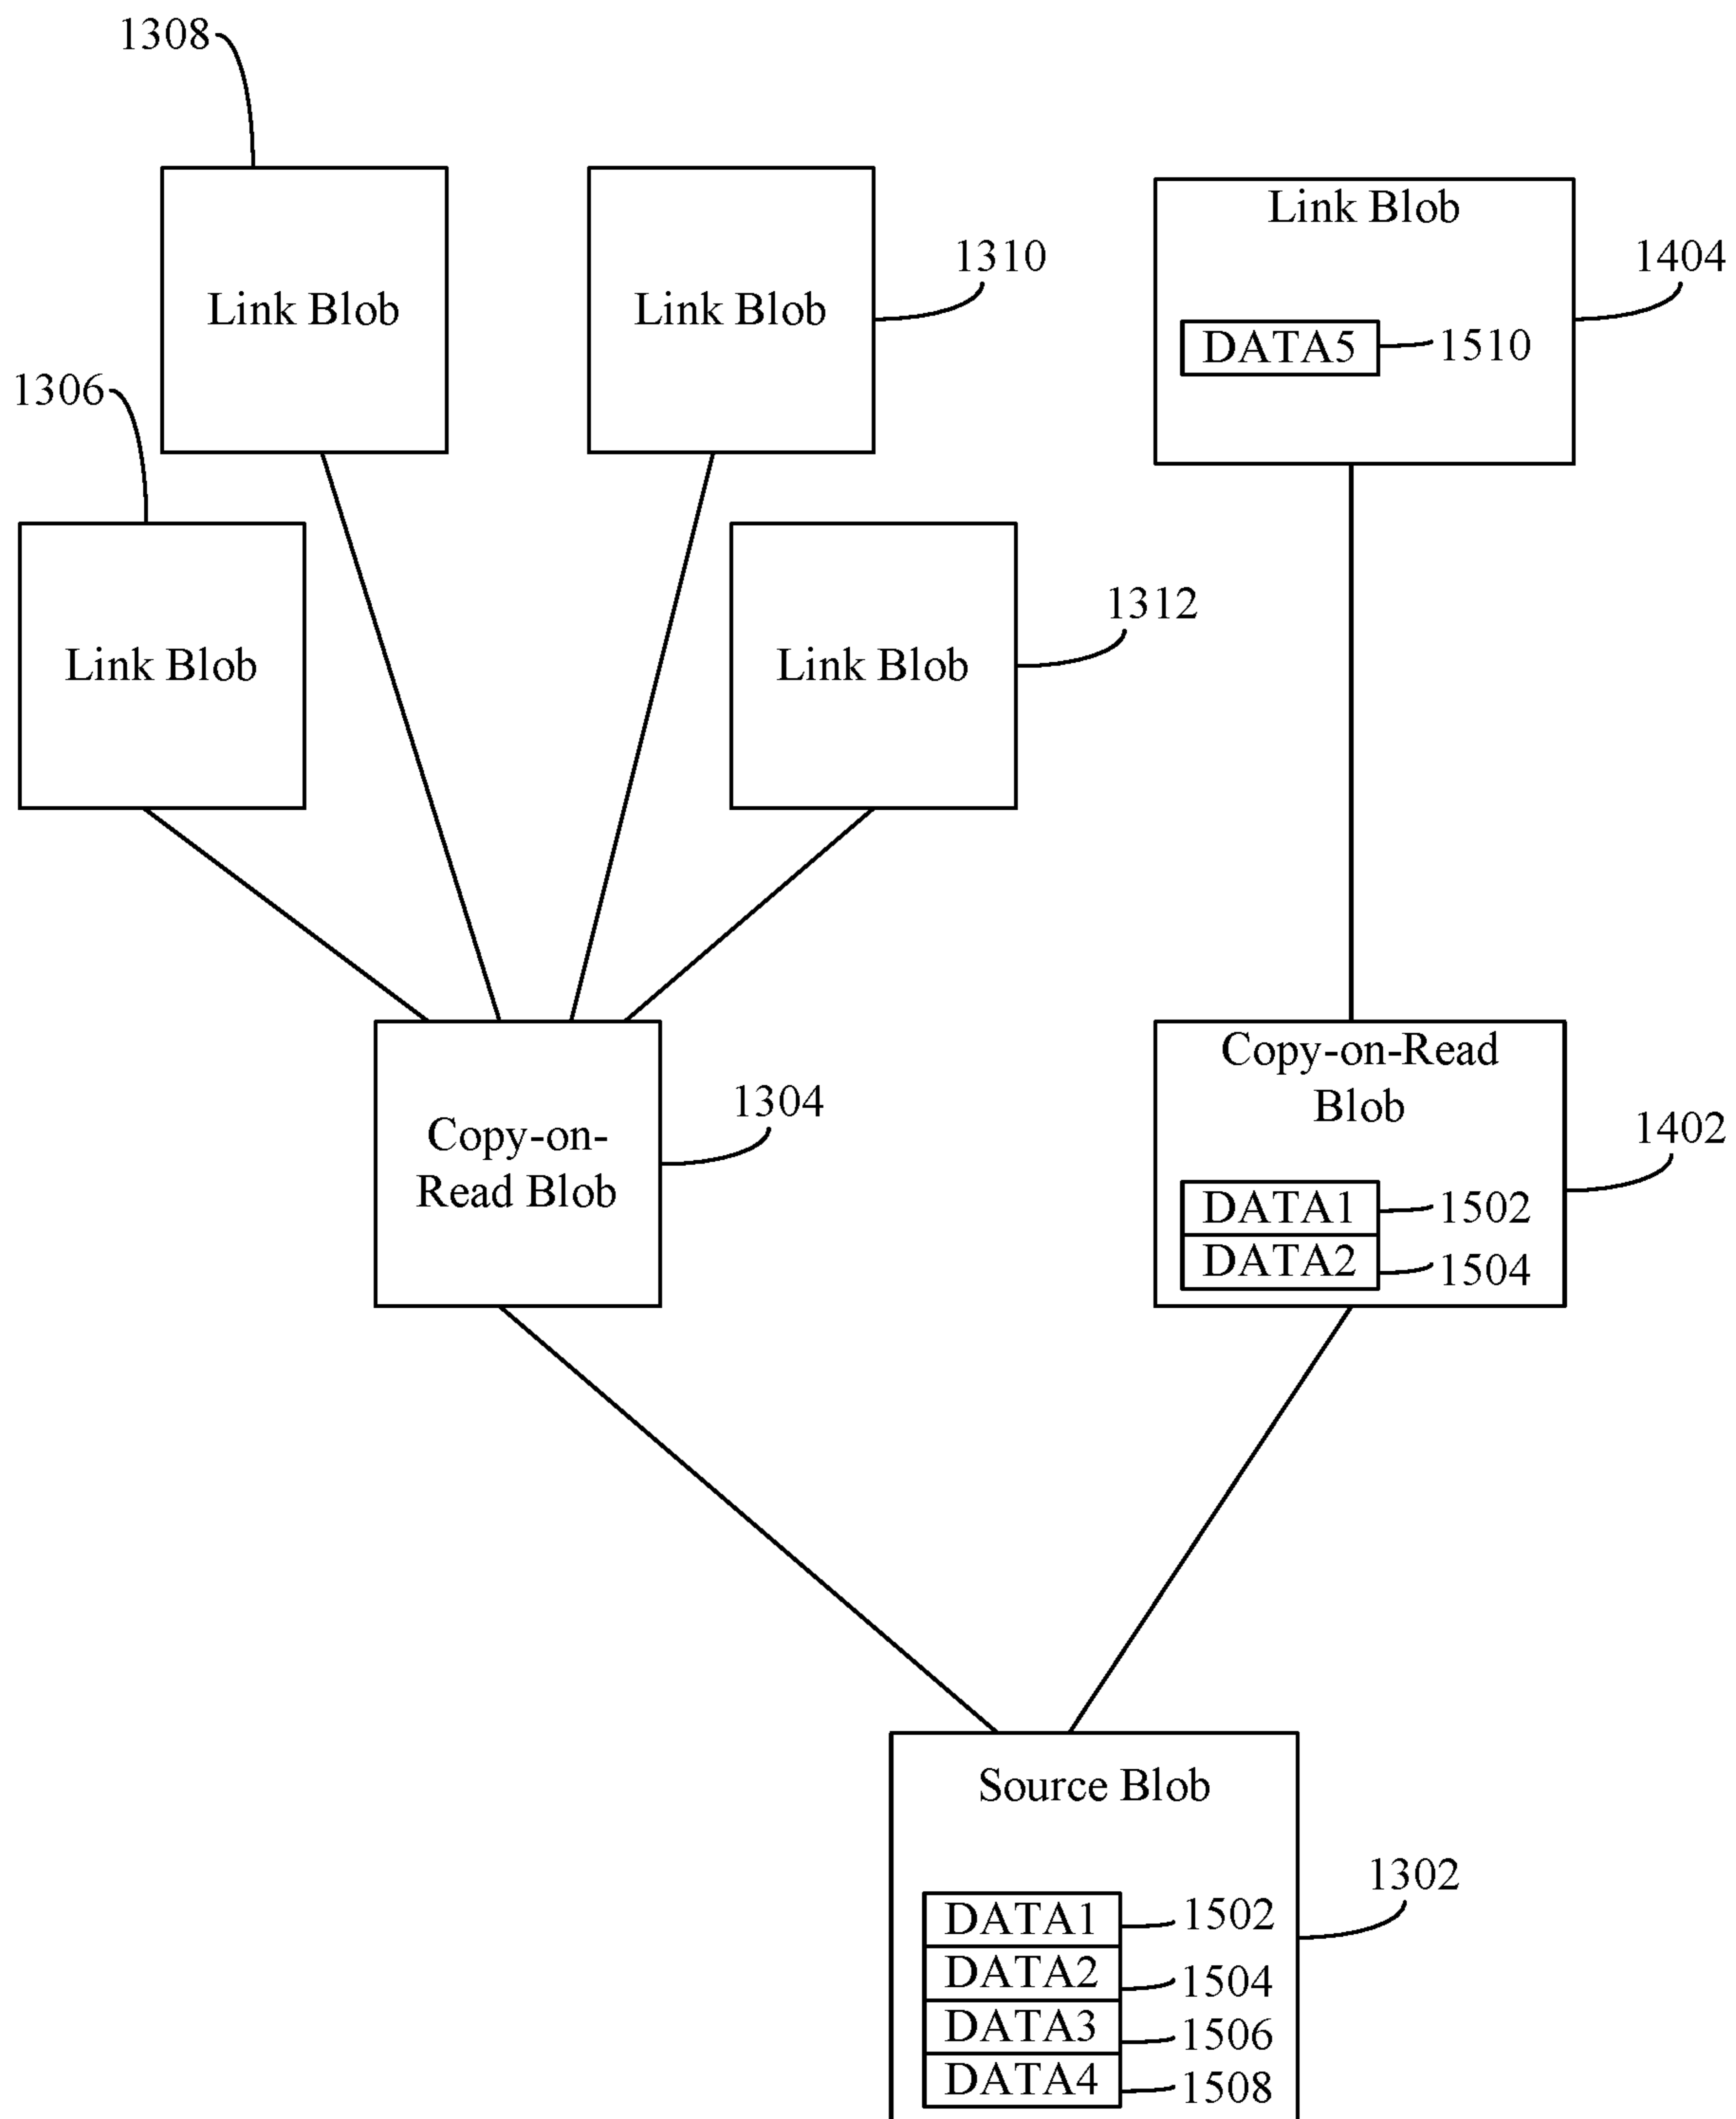 1308
Link Blob
1310
Link Blob
Link Blob
1404
DATA5
1510
1306
Link Blob
1312
Link Blob
Copy-on-
Read Blob
1304
Copy-on-Read
Blob
1402
DATA1
1502
DATA2
1504
Source Blob
1302
DATA1
1502
DATA2
1504
DATA3
1506
DATA4
1508